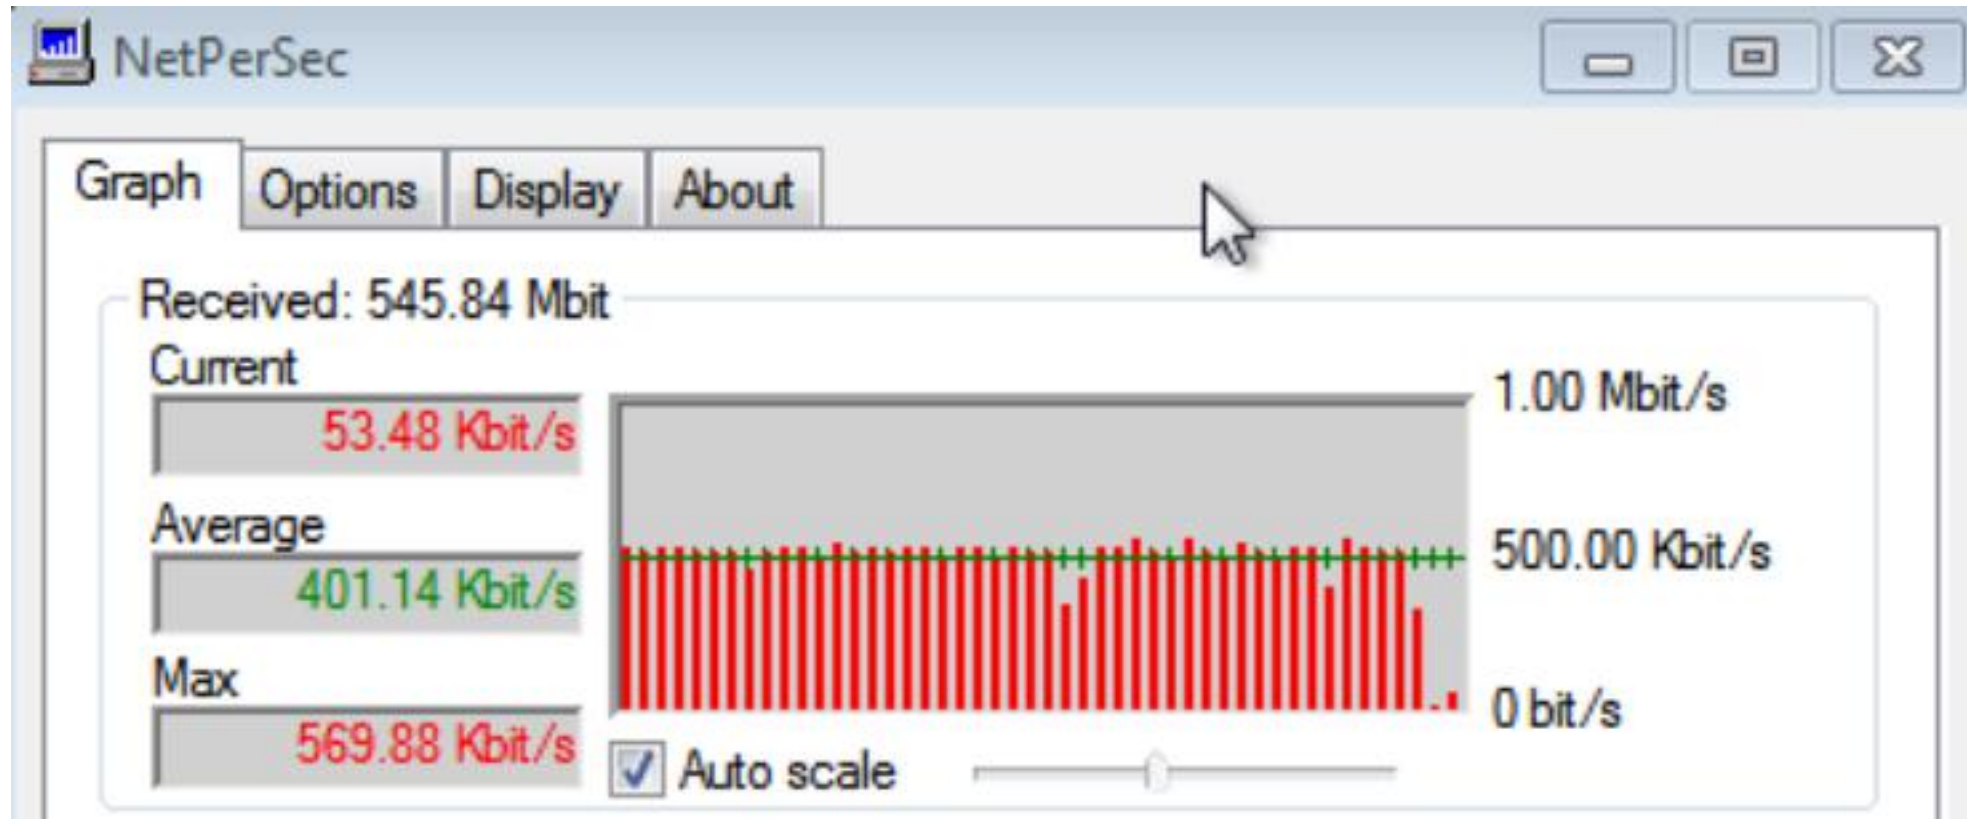 NetPerSec
Graph Options Display About
Received: 545.84 Mbit
Current
53.48 Kbit/s
1.00 Mbit/s
Average
401.14 Kbit/s
500.00 Kbit/s
Max
569.88 Kbit/s
0 bit/s
Auto scale